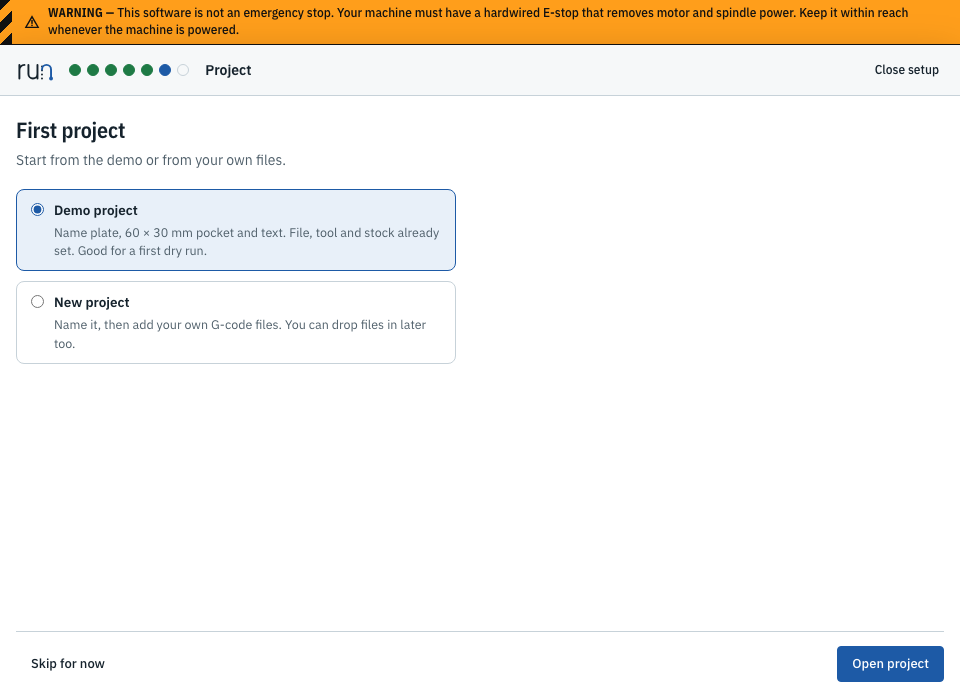 WARNING — This software is not an emergency stop. Your machine must have a hardwired E-stop that removes motor and spindle power. Keep it within reach
whenever the machine is powered.
run Project Close setup
First project
Start from the demo or from your own files.
Demo project
Name plate, 60 × 30 mm pocket and text. File, tool and stock already
set. Good for a first dry run.
New project
Name it, then add your own G-code files. You can drop files in later
too.
Skip for now Open project